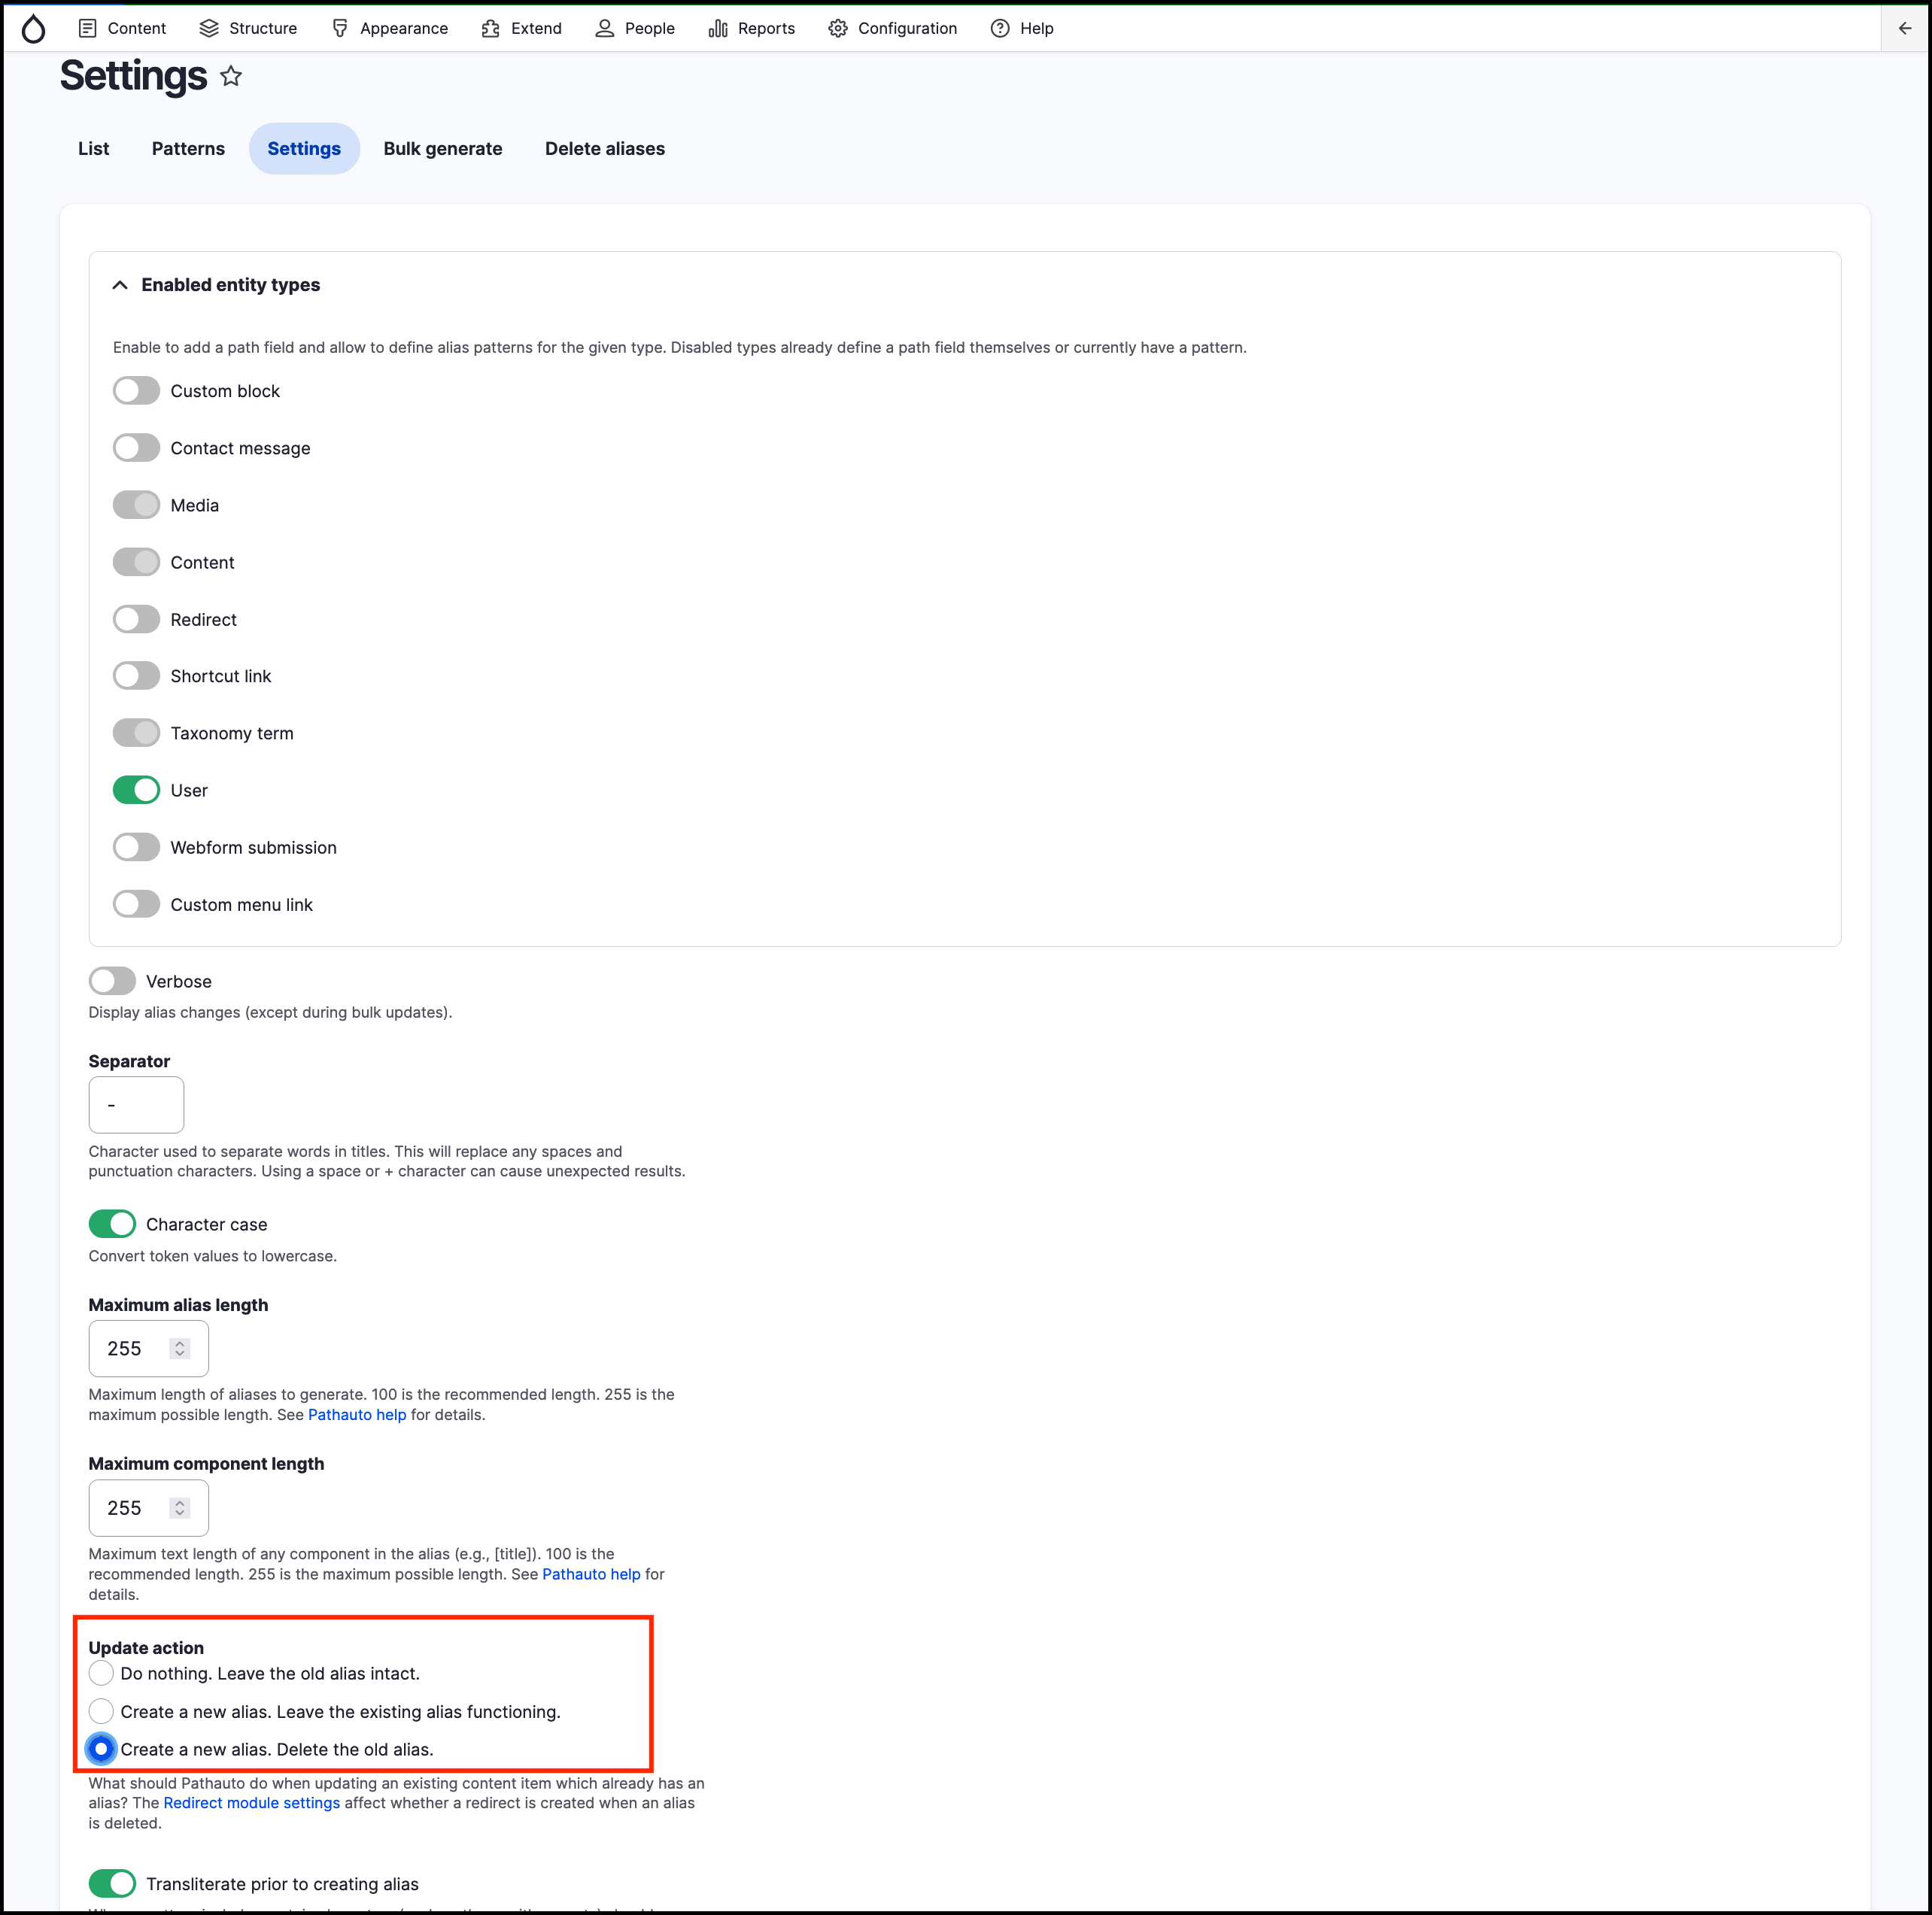 Content Structure Appearance Extend People Reports Configuration Help
Settings
List Patterns Settings Bulk generate Delete aliases
Enabled entity types
Enable to add a path field and allow to define alias patterns for the given type. Disabled types already define a path field themselves or currently have a pattern.
Custom block
Contact message
Media
Content
Redirect
Shortcut link
Taxonomy term
User
Webform submission
Custom menu link
Verbose
Display alias changes (except during bulk updates).
Separator
-
Character used to separate words in titles. This will replace any spaces and
punctuation characters. Using a space or + character can cause unexpected results.
Character case
Convert token values to lowercase.
Maximum alias length
255
Maximum length of aliases to generate. 100 is the recommended length. 255 is the
maximum possible length. See Pathauto help for details.
Maximum component length
255
Maximum text length of any component in the alias (e.g., [title]). 100 is the
recommended length. 255 is the maximum possible length. See Pathauto help for
details.
Update action
Do nothing. Leave the old alias intact.
Create a new alias. Leave the existing alias functioning.
Create a new alias. Delete the old alias.
What should Pathauto do when updating an existing content item which already has an
alias? The Redirect module settings affect whether a redirect is created when an alias
is deleted.
Transliterate prior to creating alias